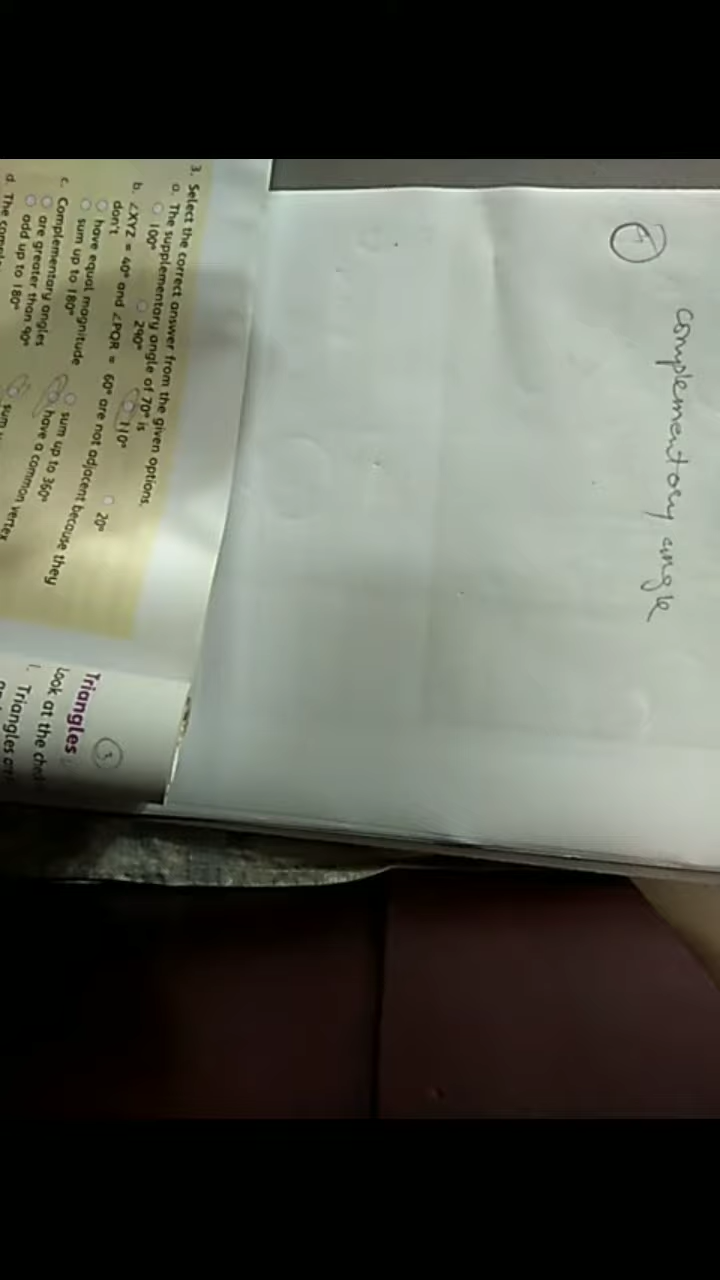 4
complementary angle
3. Select the correct answer from the given options.
a. The supplementary angle of 70° is
100° 290° 110° 20°
b. ∠XYZ = 40° and ∠PQR = 60° are not adjacent because they
don't
have equal magnitude sum up to 360°
sum up to 180° have a common vertex
c. Complementary angles
are greater than 90° sum
add up to 180°
d. The
3
Triangles
Look at the
1. Triangles are